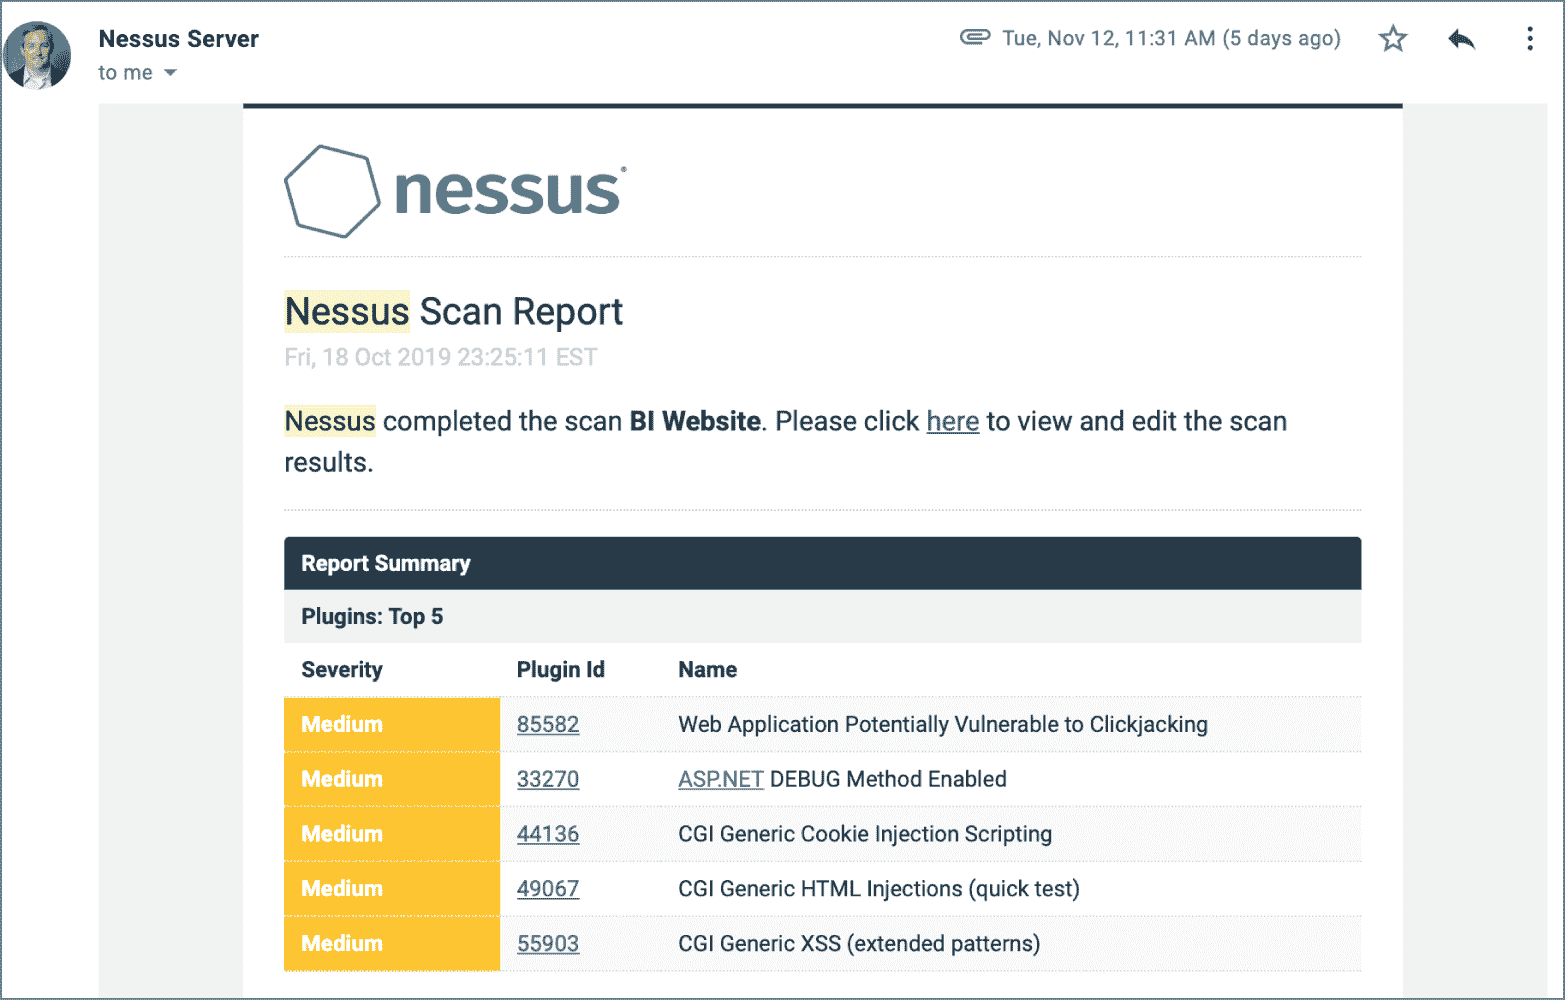 Nessus Server
Tue, Nov 12, 11:31 AM (5 days ago)
to me
nessus
Nessus Scan Report
Fri, 18 Oct 2019 23:25:11 EST
Nessus completed the scan BI Website. Please click here to view and edit the scan
results.
Report Summary
Plugins: Top 5
Severity Plugin Id Name
Medium 85582 Web Application Potentially Vulnerable to Clickjacking
Medium 33270 ASP.NET DEBUG Method Enabled
Medium 44136 CGI Generic Cookie Injection Scripting
Medium 49067 CGI Generic HTML Injections (quick test)
Medium 55903 CGI Generic XSS (extended patterns)